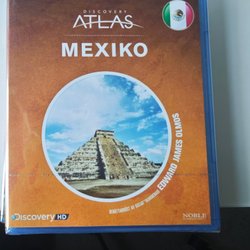 DISCOVERY
ATLAS
MEXIKO
EDWARD JAMES OLMOS
Discovery HD
NOBLE